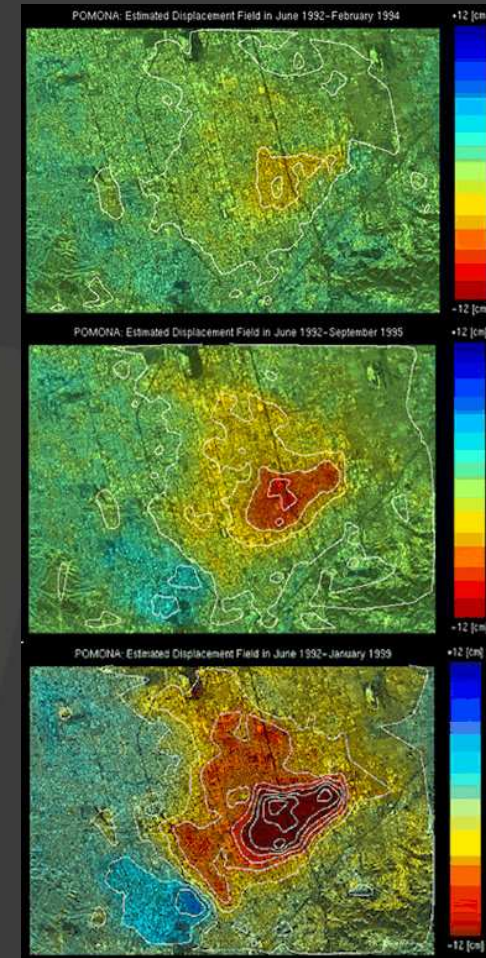 POMONA: Estimated Displacement Field in June 1992-February 1994
+12 [cm]
-12 [cm]
POMONA: Estimated Displacement Field in June 1992-September 1995
+12 [cm]
-12 [cm]
POMONA: Estimated Displacement Field in June 1992-January 1999
+12 [cm]
-12 [cm]